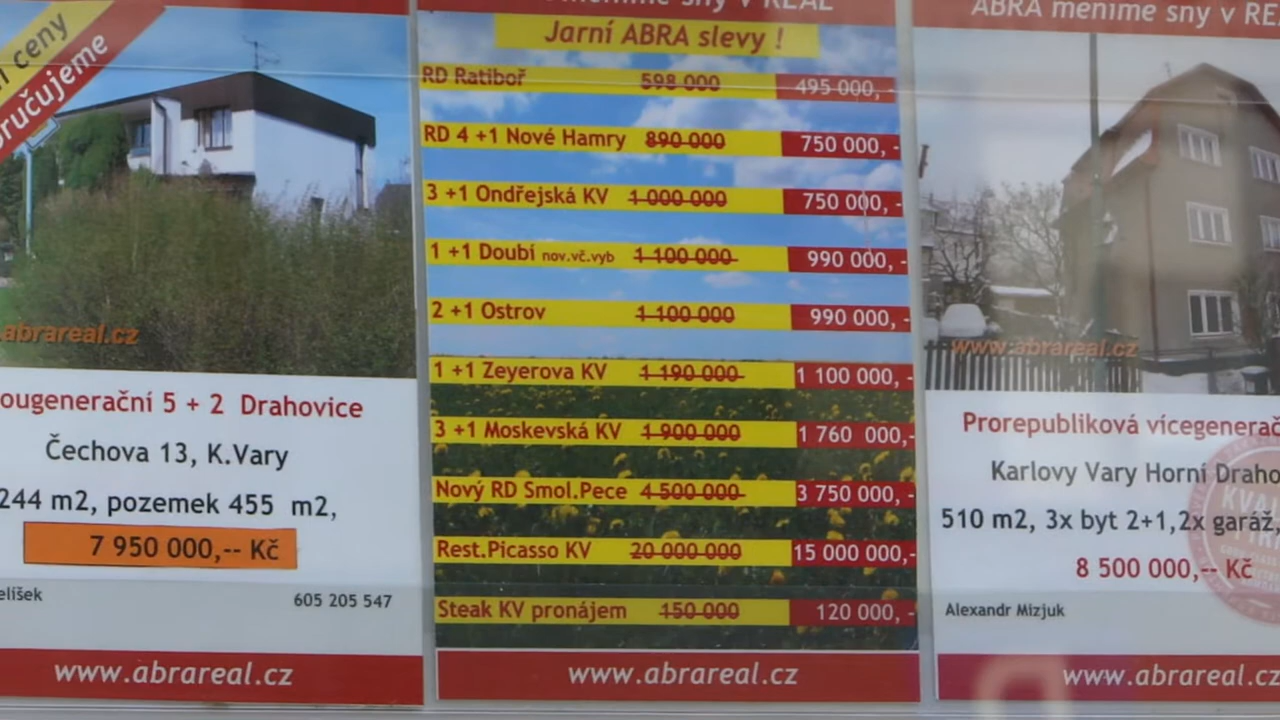 ceny
abrareal.cz
5 + 2 Drahovice
Čechova 13, K.Vary
244 m2, pozemek 455 m2,
7 950 000,-- Kč
605 205 547
www.abrareal.cz
sny v REAL
Jarní ABRA slevy !
RD Ratiboř 598 000 495 000,-
RD 4 +1 Nové Hamry 890 000 750 000,-
3 +1 Ondřejská KV 1 000 000 750 000,-
1 +1 Doubí nov.vč.vyb 1 100 000 990 000,-
2 +1 Ostrov 1 100 000 990 000,-
1 +1 Zeyerova KV 1 190 000 1 100 000,-
3 +1 Moskevská KV 1 900 000 1 760 000,-
Nový RD Smol.Pece 4 500 000 3 750 000,-
Rest.Picasso KV 20 000 000 15 000 000,-
Steak KV pronájem 150 000 120 000,-
www.abrareal.cz
ABRA měníme sny v RE
www.abrareal.cz
Prorepubliková vícegenerač
Karlovy Vary Horní Draho
510 m2, 3x byt 2+1,2x garáž,
8 500 000,-- Kč
Alexandr Mizjuk
www.abrareal.cz